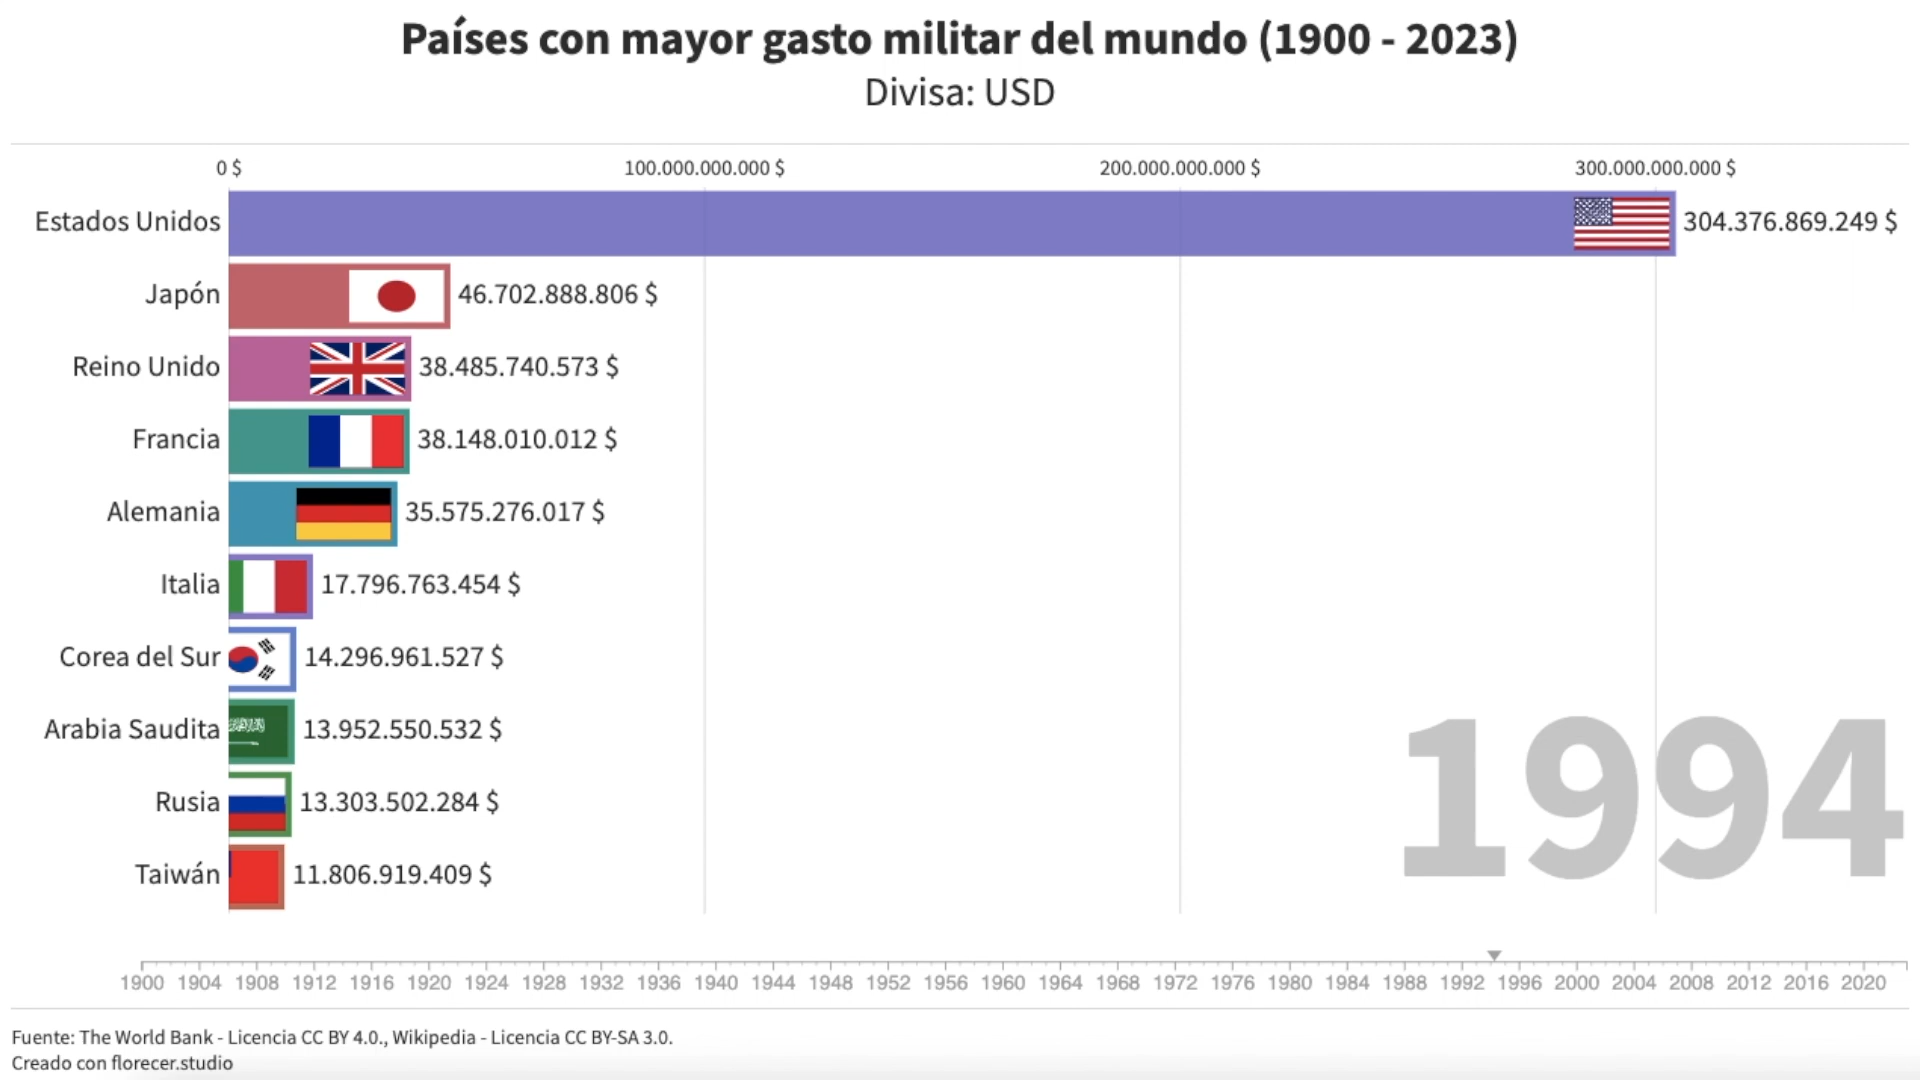 Países con mayor gasto militar del mundo (1900 - 2023)
Divisa: USD
0 $ 100.000.000.000 $ 200.000.000.000 $ 300.000.000.000 $
Estados Unidos 304.376.869.249 $
Japón 46.702.888.806 $
Reino Unido 38.485.740.573 $
Francia 38.148.010.012 $
Alemania 35.575.276.017 $
Italia 17.796.763.454 $
Corea del Sur 14.296.961.527 $
Arabia Saudita 13.952.550.532 $
Rusia 13.303.502.284 $
Taiwán 11.806.919.409 $
1994
1900 1904 1908 1912 1916 1920 1924 1928 1932 1936 1940 1944 1948 1952 1956 1960 1964 1968 1972 1976 1980 1984 1988 1992 1996 2000 2004 2008 2012 2016 2020
Fuente: The World Bank - Licencia CC BY 4.0., Wikipedia - Licencia CC BY-SA 3.0.
Creado con florecer.studio